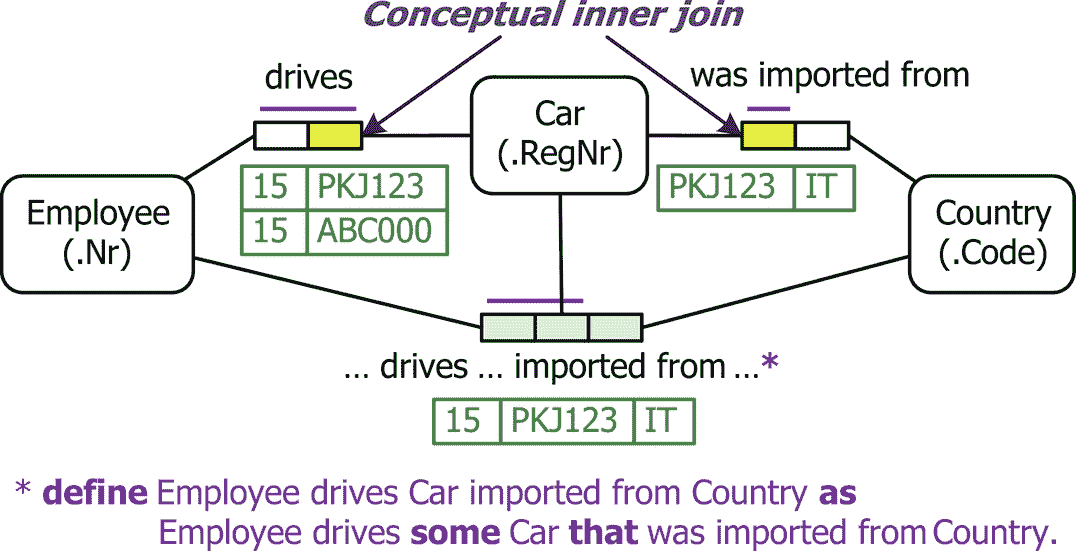 Conceptual inner join
drives
was imported from
Car
(.RegNr)
Employee
(.Nr)
15 PKJ123
15 ABC000
PKJ123 IT
Country
(.Code)
... drives ... imported from ...*
15 PKJ123 IT
* define Employee drives Car imported from Country as
Employee drives some Car that was imported from Country.